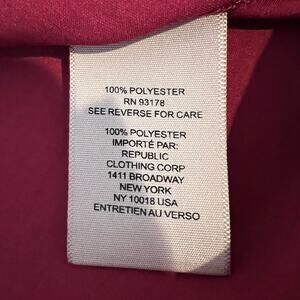 100% POLYESTER
RN 93178
SEE REVERSE FOR CARE
100% POLYESTER
IMPORTÉ PAR:
REPUBLIC
CLOTHING CORP
1411 BROADWAY
NEW YORK
NY 10018 USA
ENTRETIEN AU VERSO